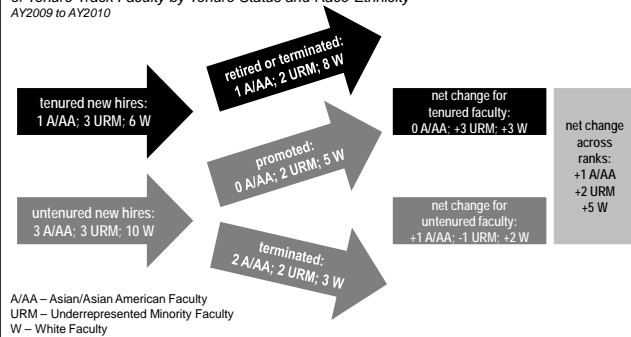 of Tenure Track Faculty by Tenure Status and Race-Ethnicity
AY2009 to AY2010
retired or terminated:
1 A/AA; 2 URM; 8 W
tenured new hires:
1 A/AA; 3 URM; 6 W
net change for
tenured faculty:
0 A/AA; +3 URM; +3 W
net change
across
ranks:
+1 A/AA
+2 URM
+5 W
promoted:
0 A/AA; 2 URM; 5 W
untenured new hires:
3 A/AA; 3 URM; 10 W
net change for
untenured faculty:
+1 A/AA; -1 URM; +2 W
terminated:
2 A/AA; 2 URM; 3 W
A/AA – Asian/Asian American Faculty
URM – Underrepresented Minority Faculty
W – White Faculty